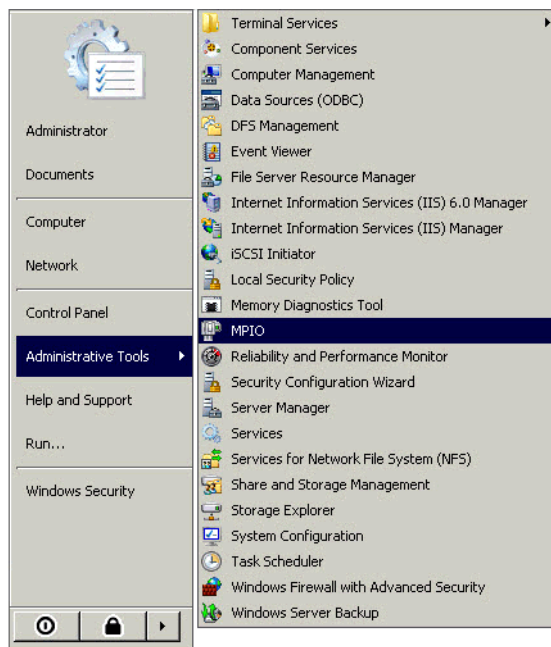 Administrator
Documents
Computer
Network
Control Panel
Administrative Tools
Help and Support
Run...
Windows Security
Terminal Services
Component Services
Computer Management
Data Sources (ODBC)
DFS Management
Event Viewer
File Server Resource Manager
Internet Information Services (IIS) 6.0 Manager
Internet Information Services (IIS) Manager
iSCSI Initiator
Local Security Policy
Memory Diagnostics Tool
MPIO
Reliability and Performance Monitor
Security Configuration Wizard
Server Manager
Services
Services for Network File System (NFS)
Share and Storage Management
Storage Explorer
System Configuration
Task Scheduler
Windows Firewall with Advanced Security
Windows Server Backup